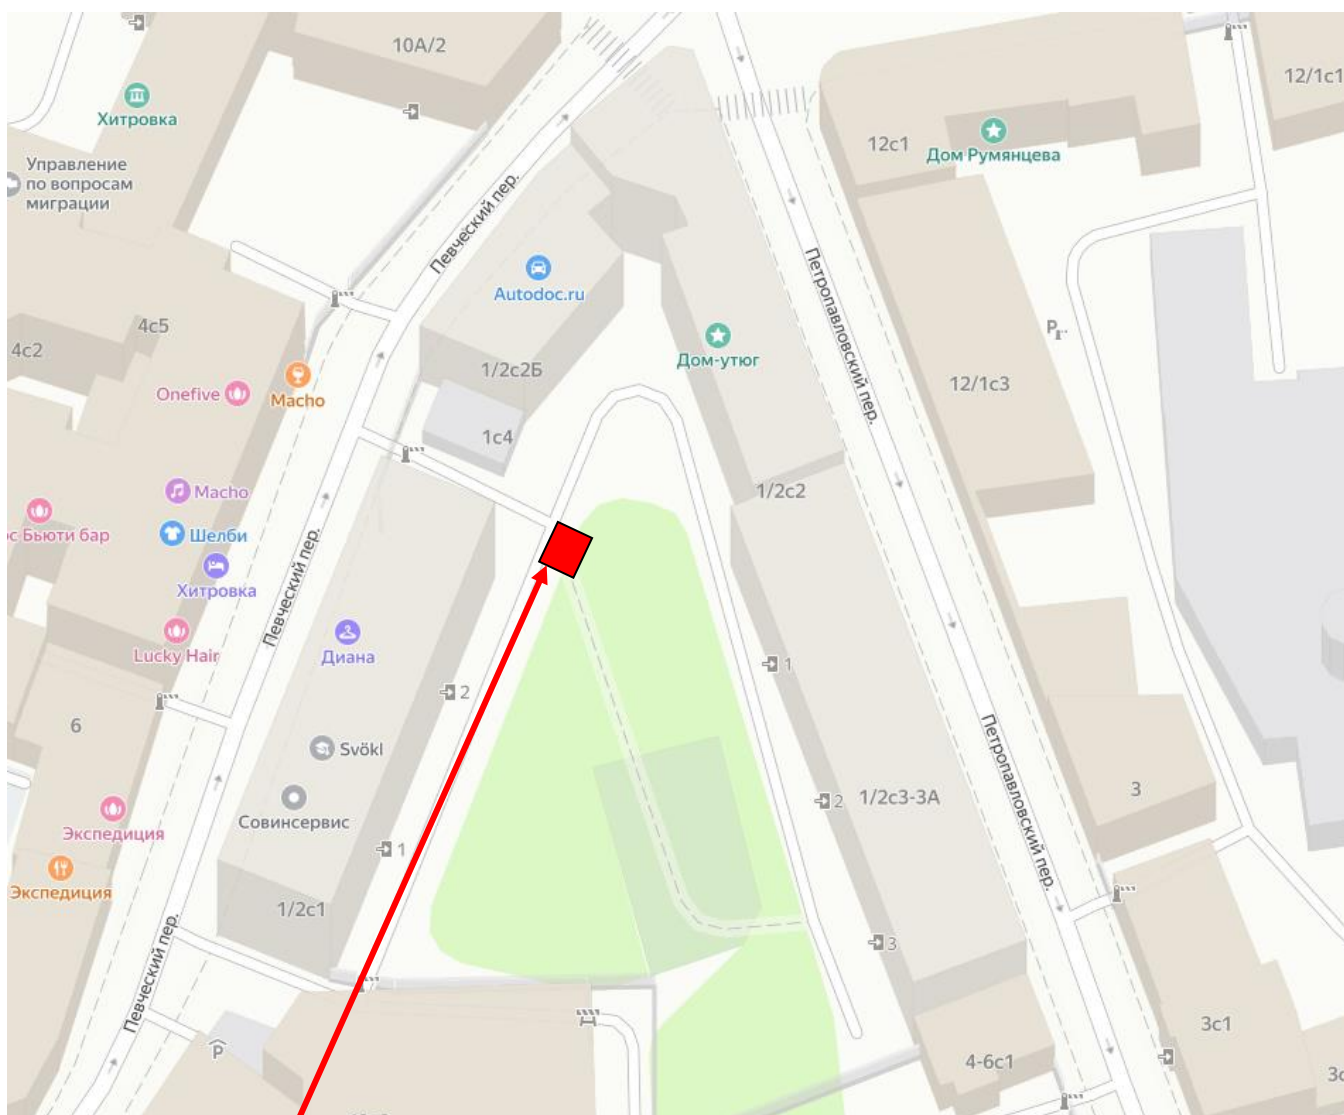 10А/2
12/1с1
Хитровка
12с1
Дом Румянцева
Управление
по вопросам
миграции
Певческий пер.
Autodoc.ru
Петропавловский пер.
4с5
4с2
P
Дом-утюг
1/2с2Б
12/1с3
Onefive
Macho
1с4
Macho
1/2с2
Шелби
с Бьюти бар
Хитровка
Певческий пер.
Lucky Hair
Диана
1
2
6
Svökl
Петропавловский пер.
3
1/2с3-3А
2
Совинсервис
Экспедиция
1
Экспедиция
1/2с1
3
Певческий пер.
3с1
P
4-6с1